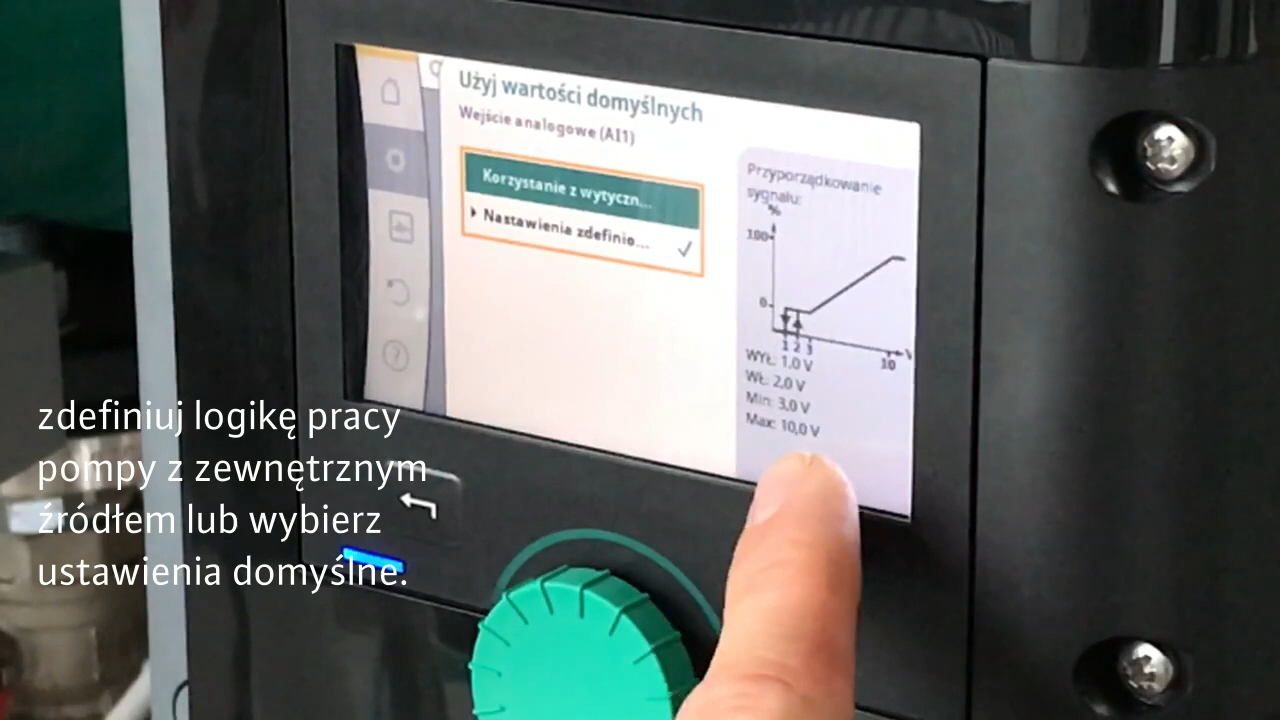 Użyj wartości domyślnych
Wejście analogowe (AI1)
Korzystanie z wytyczn...
Nastawienia zdefinio...
Przyporządkowanie
sygnału:
%
100
0
1 2 3
10
V
WYŁ: 1,0 V
WŁ: 2,0 V
Min: 3,0 V
Max: 10,0 V
zdefiniuj logikę pracy
pompy z zewnętrznym
źródłem lub wybierz
ustawienia domyślne.